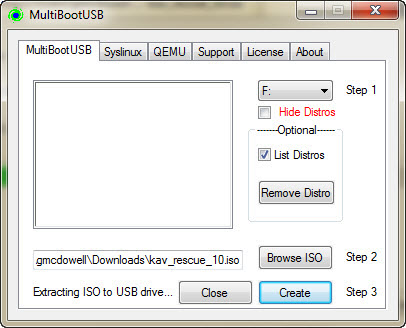 MultiBootUSB
MultiBootUSB Syslinux QEMU Support License About
F: Step 1
Hide Distros
Optional
List Distros
Remove Distro
gmcdowell\Downloads\kav_rescue_10.iso Browse ISO Step 2
Extracting ISO to USB drive... Close Create Step 3